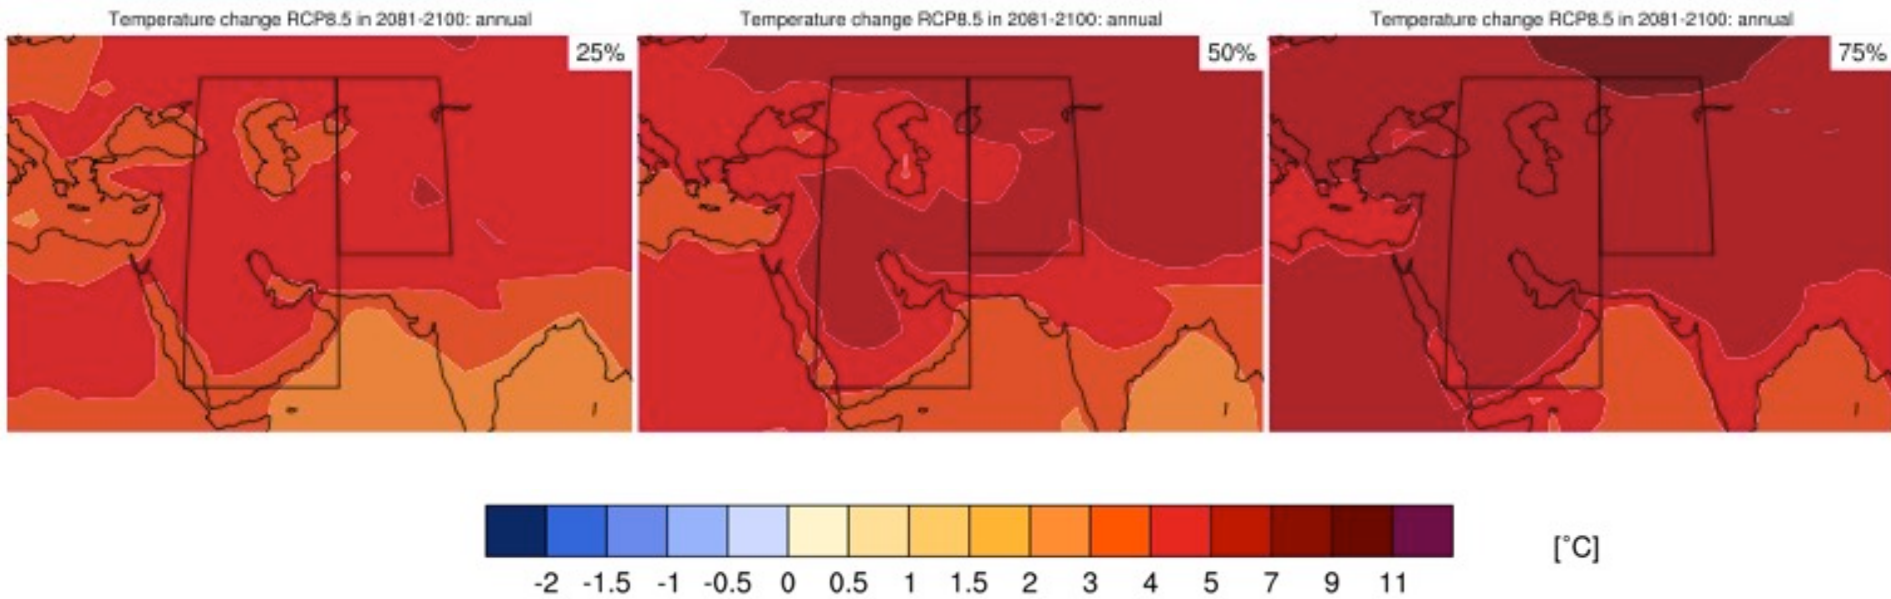 Temperature change RCP8.5 in 2081-2100: annual
Temperature change RCP8.5 in 2081-2100: annual
Temperature change RCP8.5 in 2081-2100: annual
25%
50%
75%
-2 -1.5 -1 -0.5 0 0.5 1 1.5 2 3 4 5 7 9 11
[°C]